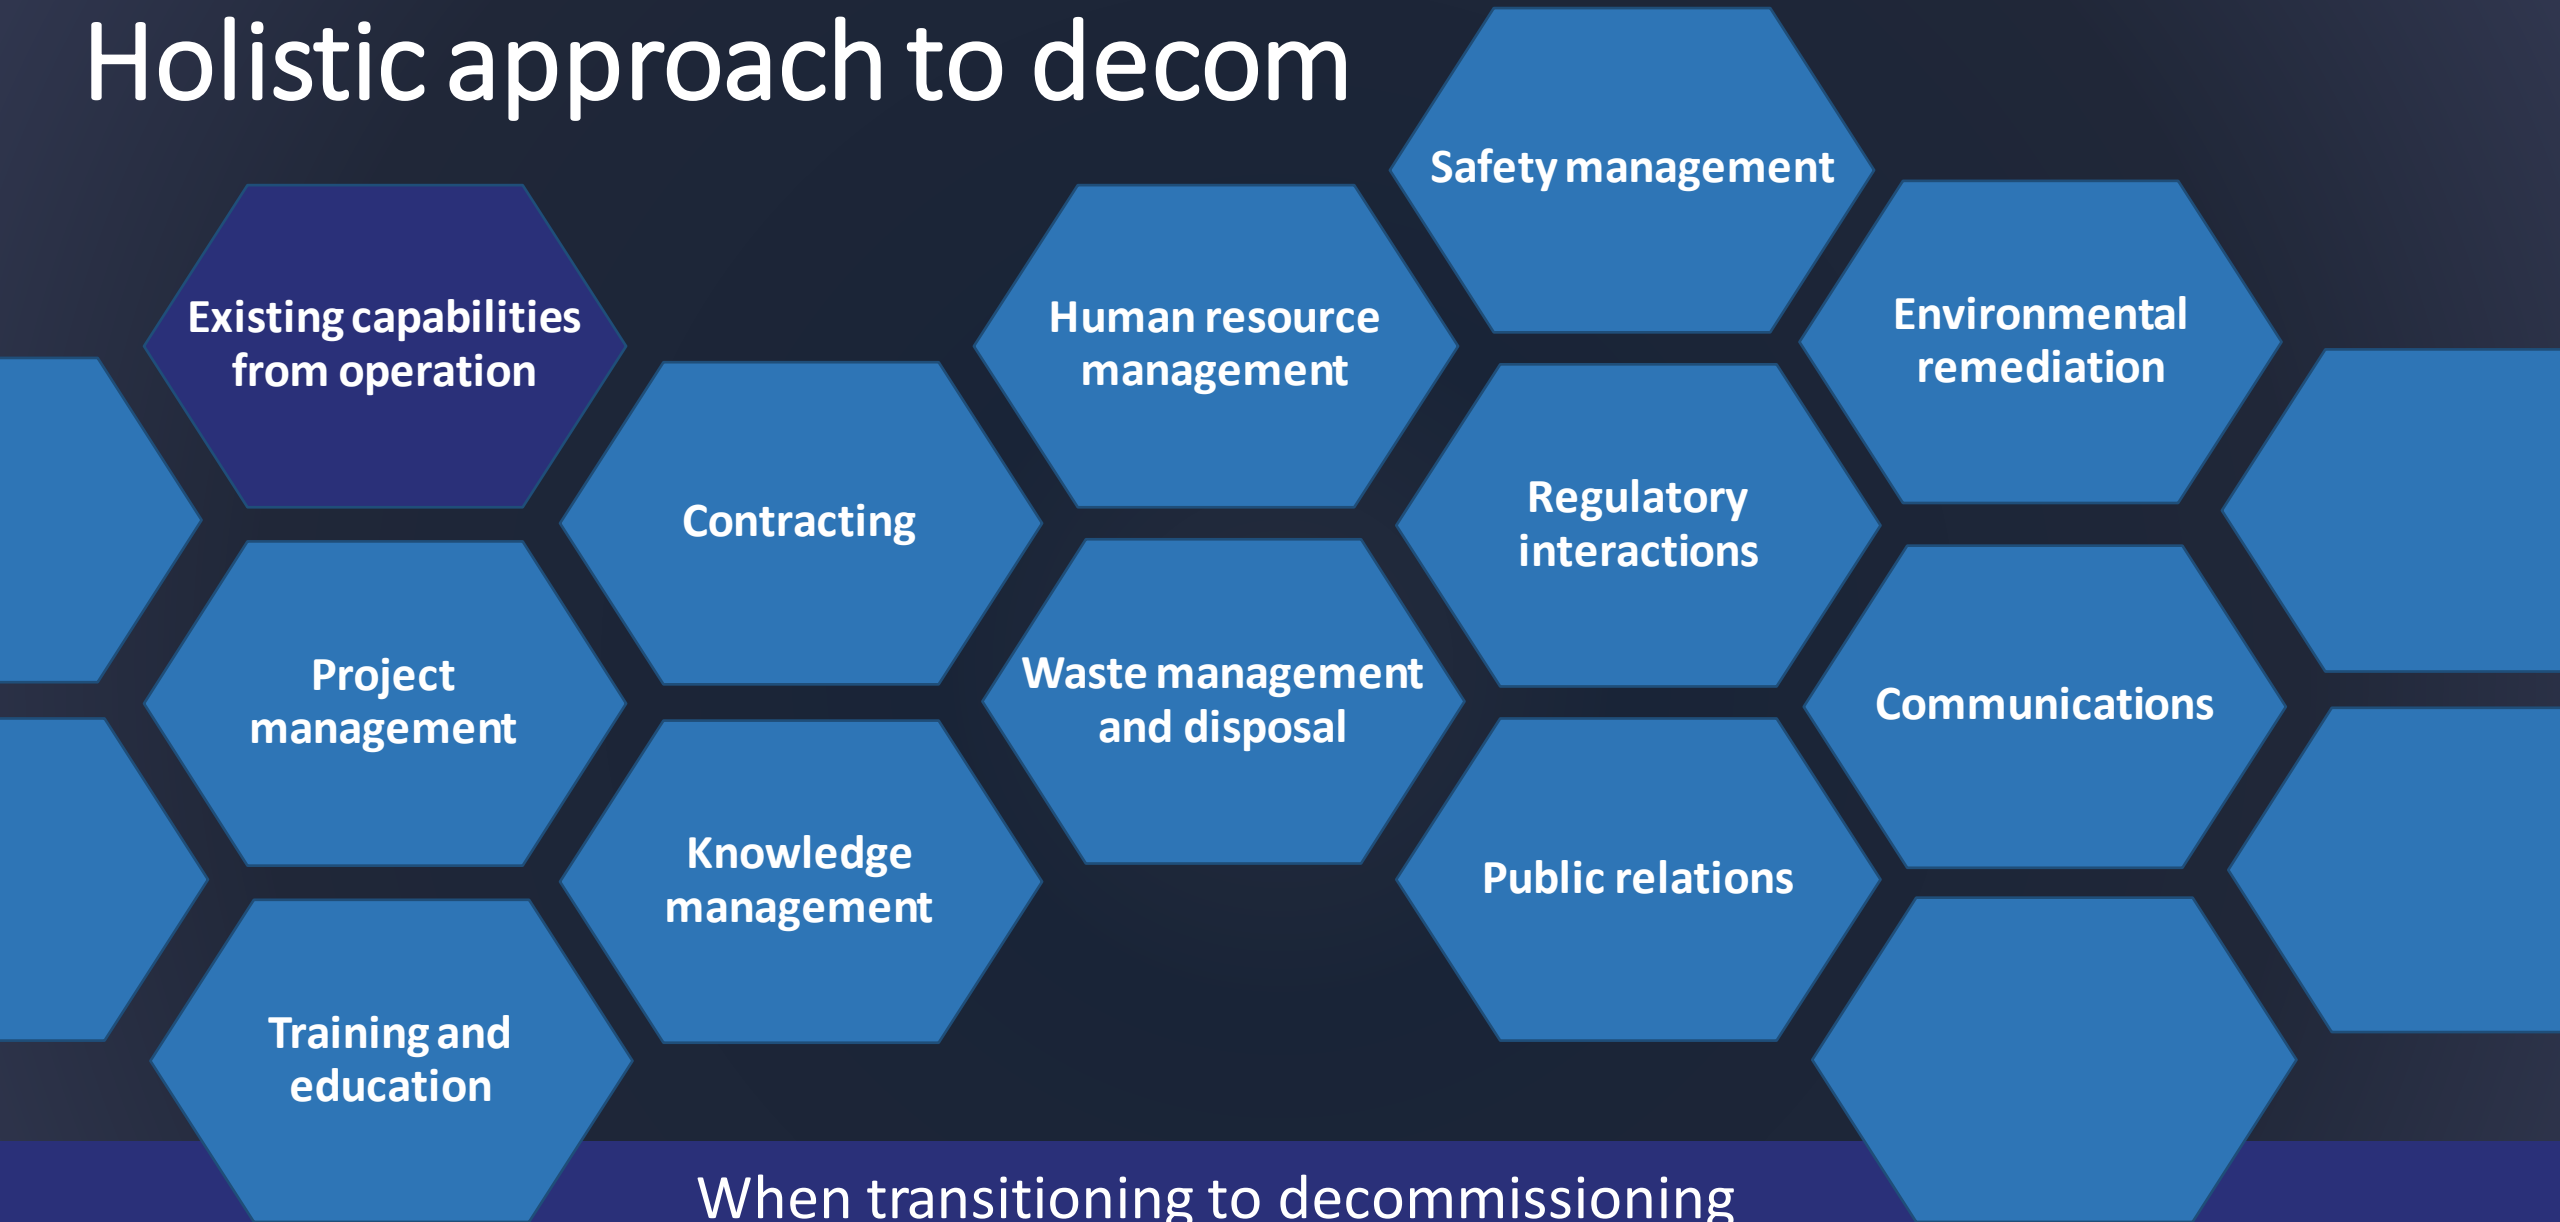 Holistic approach to decom
Safety management
Existing capabilities
from operation
Human resource
management
Environmental
remediation
Contracting
Regulatory
interactions
Project
management
Waste management
and disposal
Communications
Knowledge
management
Public relations
Training and
education
When transitioning to decommissioning